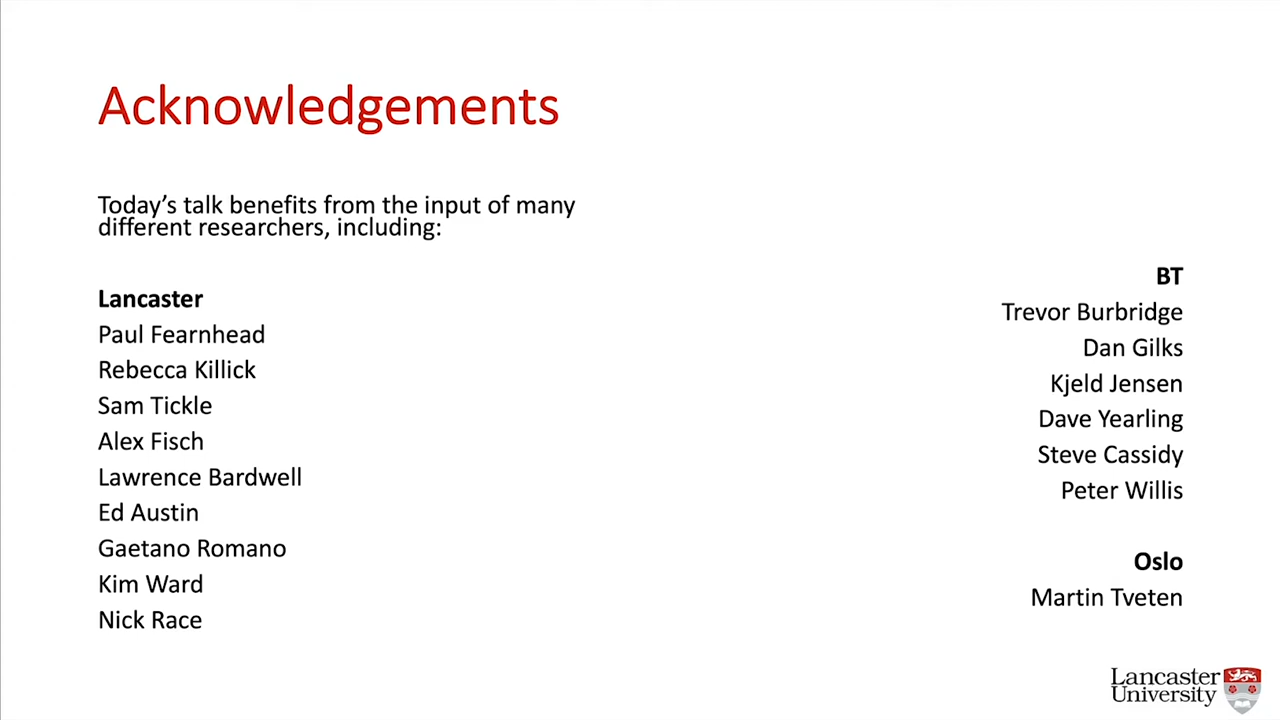 Acknowledgements
Today's talk benefits from the input of many
different researchers, including:
Lancaster
Paul Fearnhead
Rebecca Killick
Sam Tickle
Alex Fisch
Lawrence Bardwell
Ed Austin
Gaetano Romano
Kim Ward
Nick Race
BT
Trevor Burbridge
Dan Gilks
Kjeld Jensen
Dave Yearling
Steve Cassidy
Peter Willis
Oslo
Martin Tveten
Lancaster
University